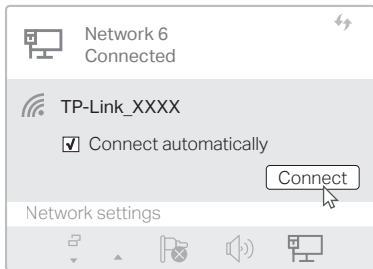 Network 6
Connected
TP-Link_XXXX
Connect automatically
Connect
Network settings